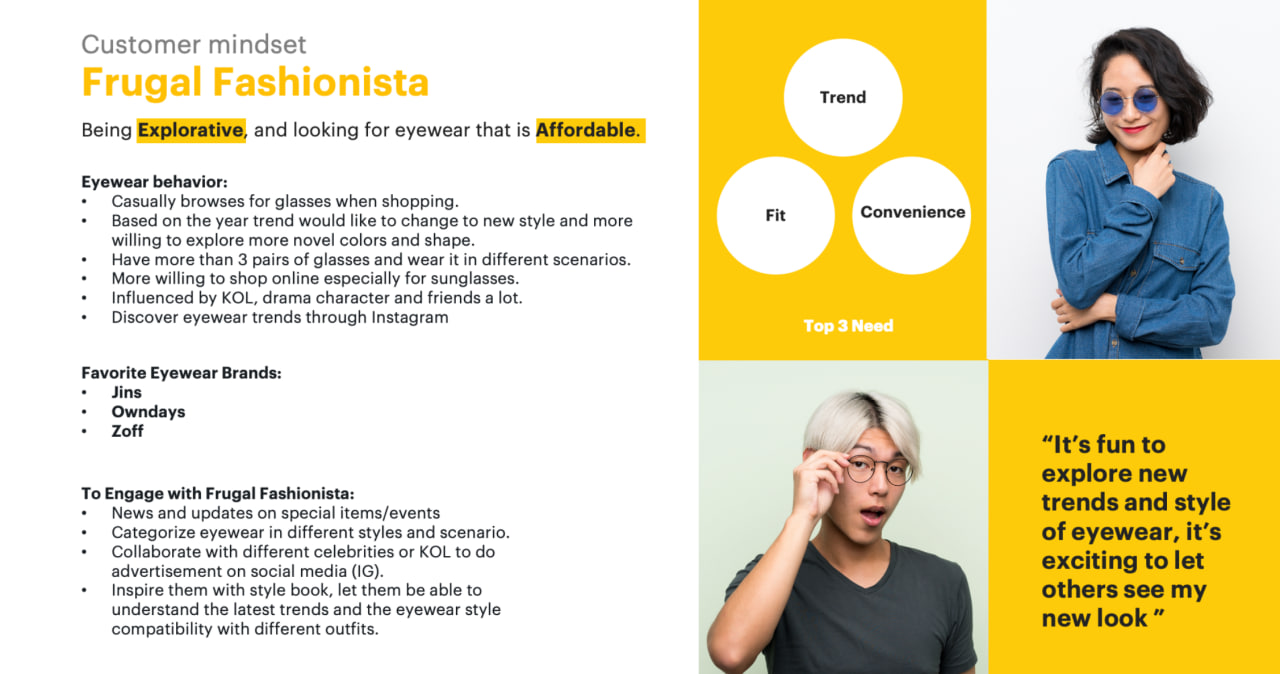 Customer mindset
Frugal Fashionista
Being Explorative, and looking for eyewear that is Affordable.
Eyewear behavior:
• Casually browses for glasses when shopping.
• Based on the year trend would like to change to new style and more
willing to explore more novel colors and shape.
• Have more than 3 pairs of glasses and wear it in different scenarios.
• More willing to shop online especially for sunglasses.
• Influenced by KOL, drama character and friends a lot.
• Discover eyewear trends through Instagram
Favorite Eyewear Brands:
• Jins
• Owndays
• Zoff
To Engage with Frugal Fashionista:
• News and updates on special items/events
• Categorize eyewear in different styles and scenario.
• Collaborate with different celebrities or KOL to do
advertisement on social media (IG).
• Inspire them with style book, let them be able to
understand the latest trends and the eyewear style
compatibility with different outfits.
Trend
Fit
Convenience
Top 3 Need
“It’s fun to
explore new
trends and style
of eyewear, it’s
exciting to let
others see my
new look ”